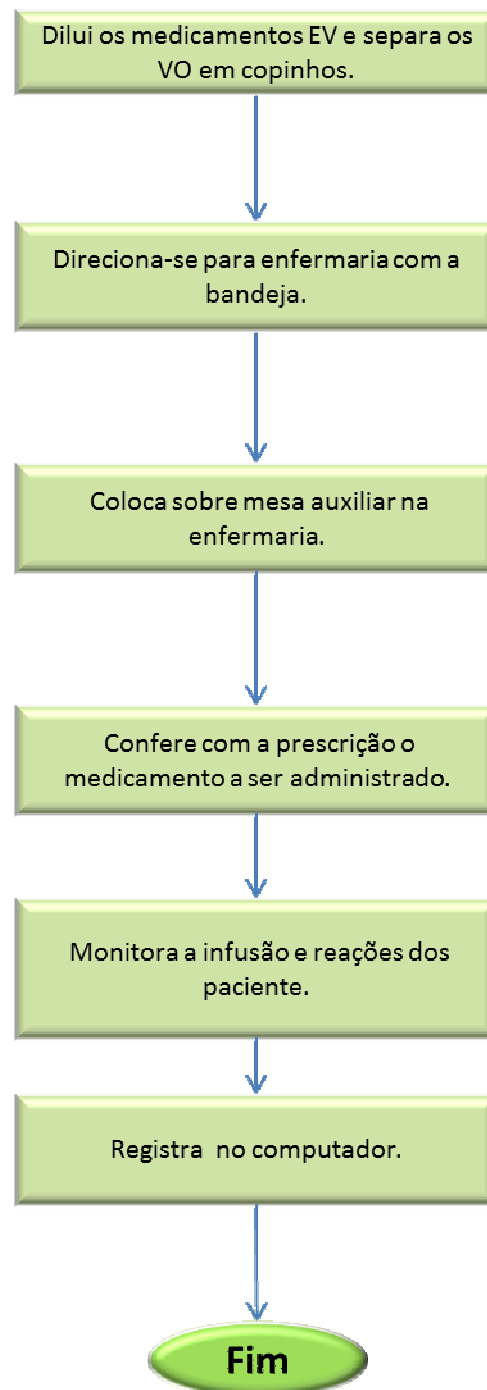 Dilui os medicamentos EV e separa os
VO em copinhos.
Direciona-se para enfermaria com a
bandeja.
Coloca sobre mesa auxiliar na
enfermaria.
Confere com a prescrição o
medicamento a ser administrado.
Monitora a infusão e reações dos
paciente.
Registra no computador.
Fim